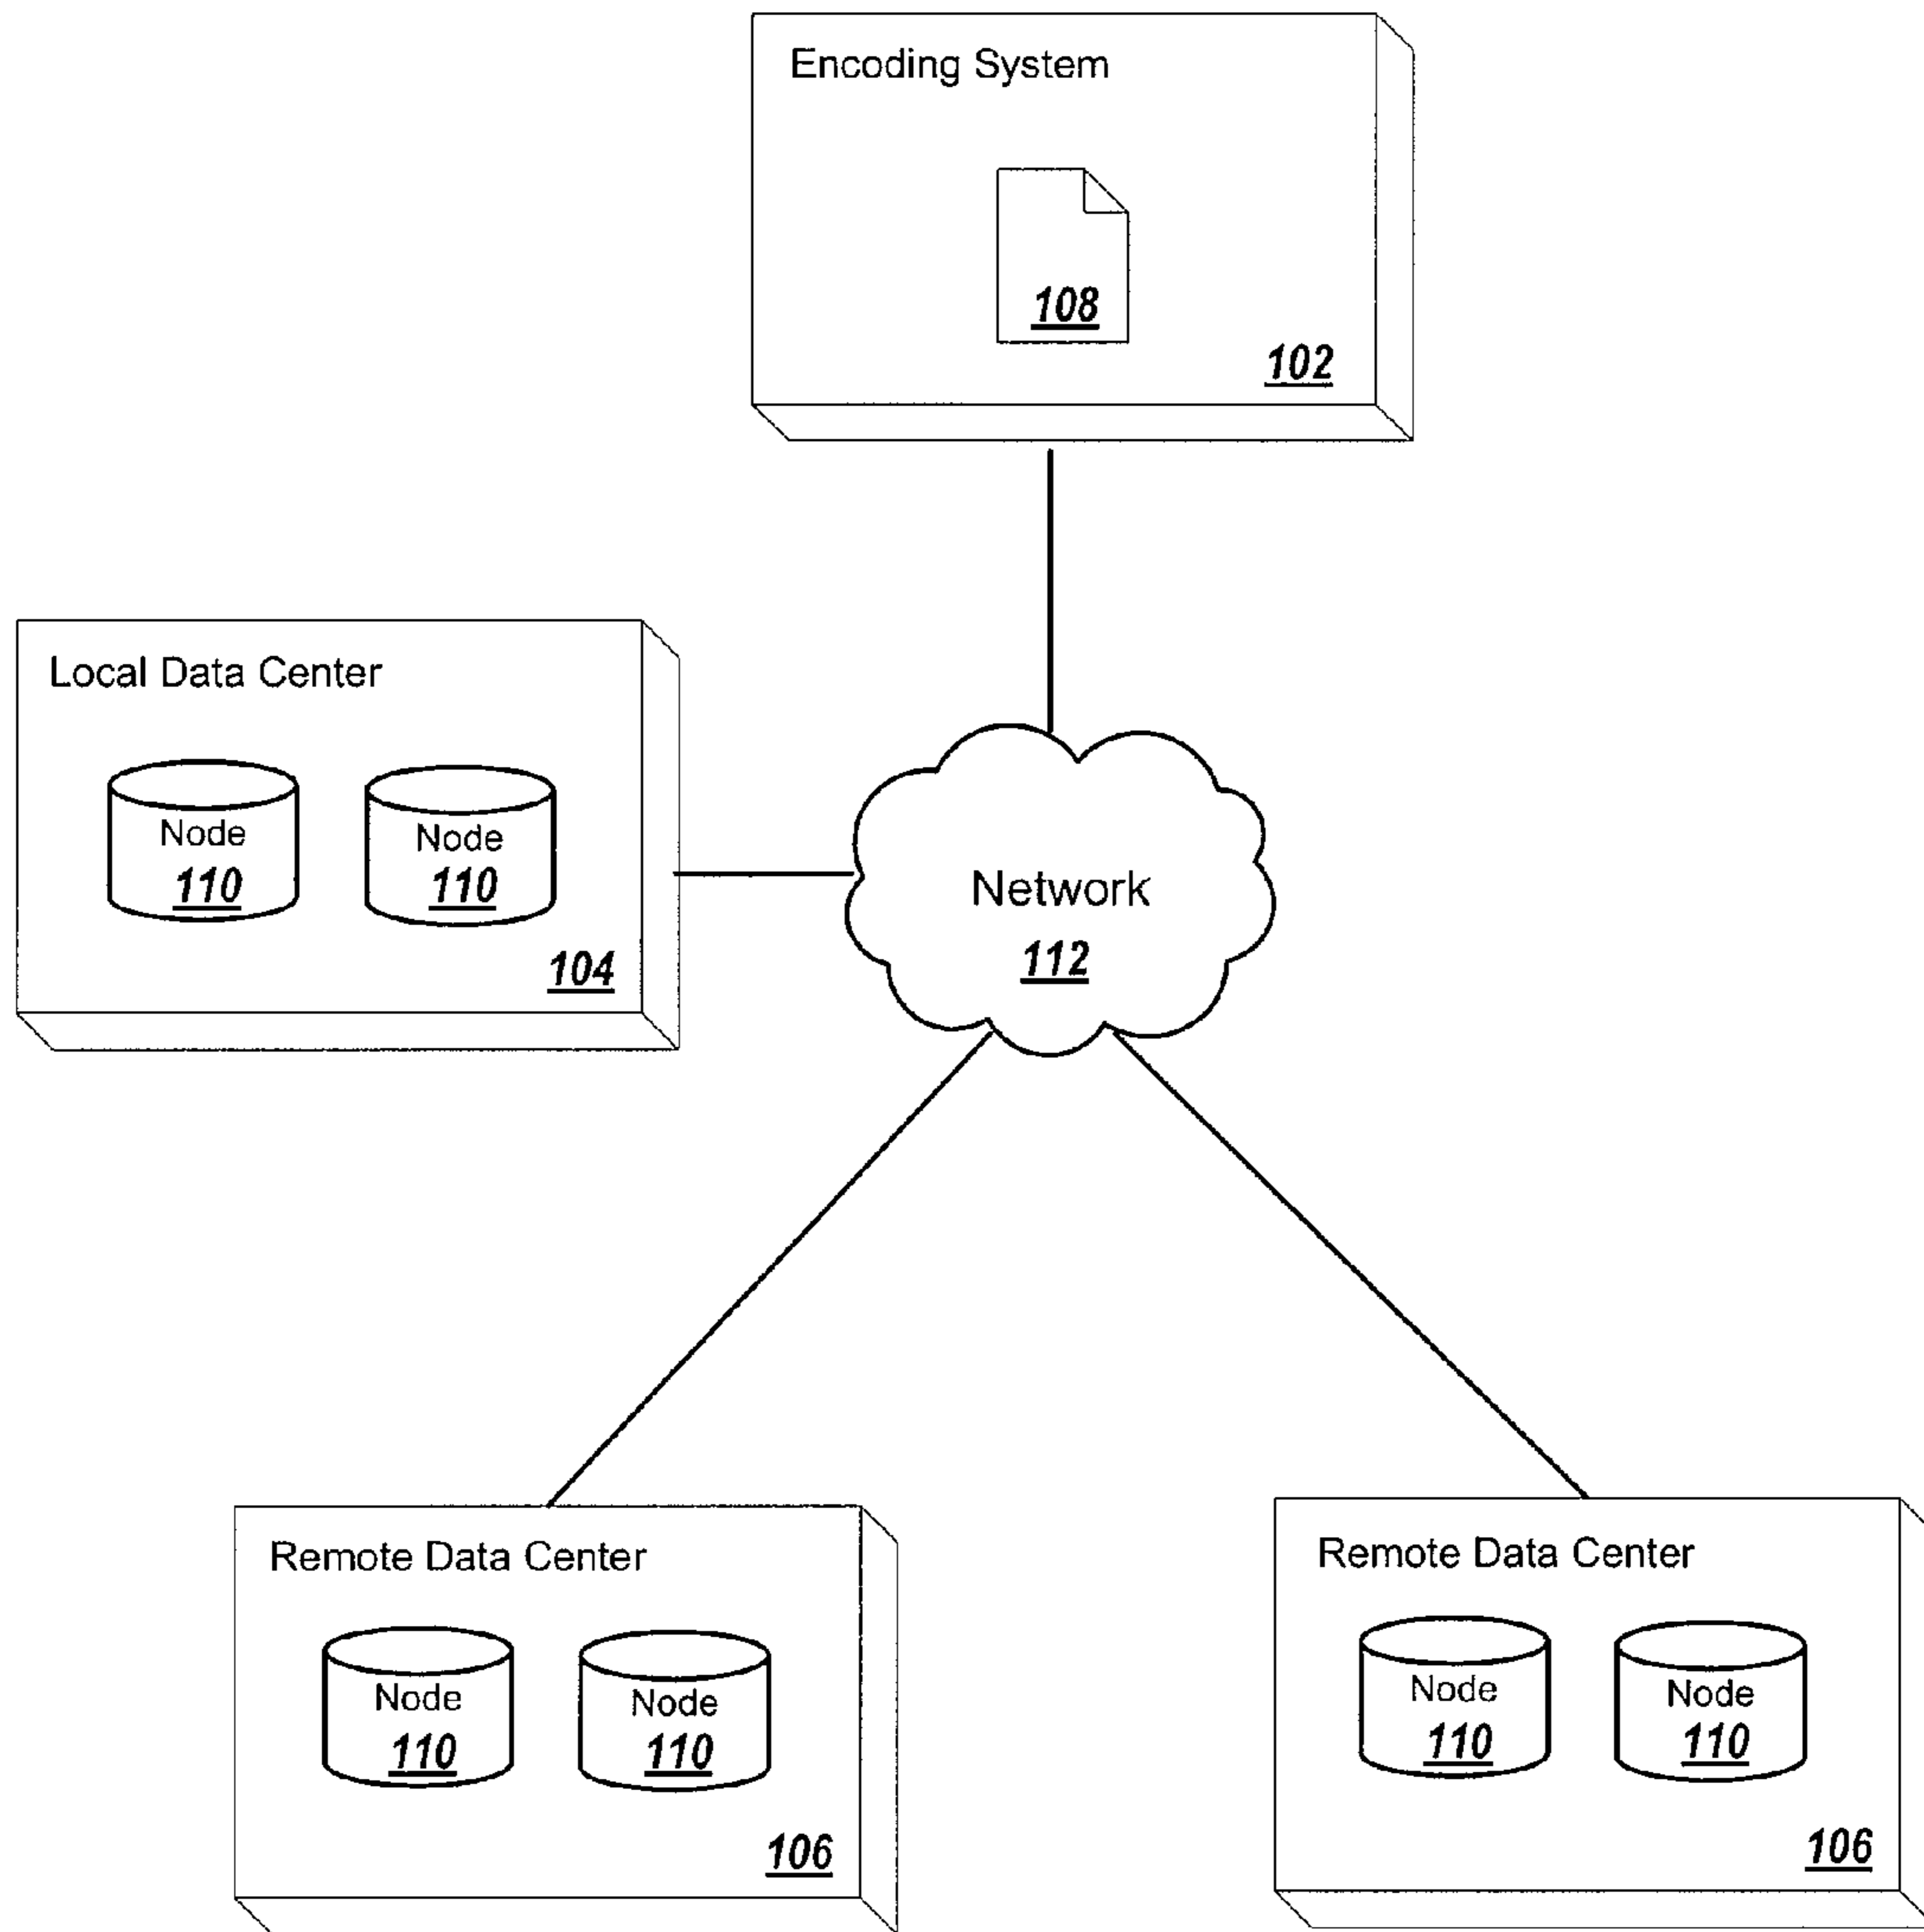 Encoding System
108
102
Local Data Center
Node
110
Node
110
104
Network
112
Remote Data Center
Node
110
Node
110
106
Remote Data Center
Node
110
Node
110
106